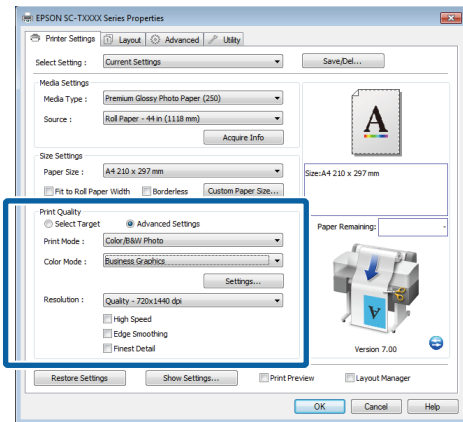 EPSON SC-TXXXX Series Properties
Printer Settings Layout Advanced Utility
Select Setting : Current Settings Save/Del...
Media Settings
Media Type : Premium Glossy Photo Paper (250)
Source : Roll Paper - 44 in (1118 mm)
Acquire Info
A
Size Settings
Paper Size : A4 210 x 297 mm
Size:A4 210 x 297 mm
Fit to Roll Paper Width Borderless Custom Paper Size...
Print Quality
Select Target Advanced Settings
Paper Remaining: -
Print Mode : Color/B&W Photo
Color Mode : Business Graphics
Settings...
Resolution : Quality - 720x1440 dpi
High Speed
Edge Smoothing
Finest Detail
A
Version 7.00
Restore Settings Show Settings... Print Preview Layout Manager
OK Cancel Help